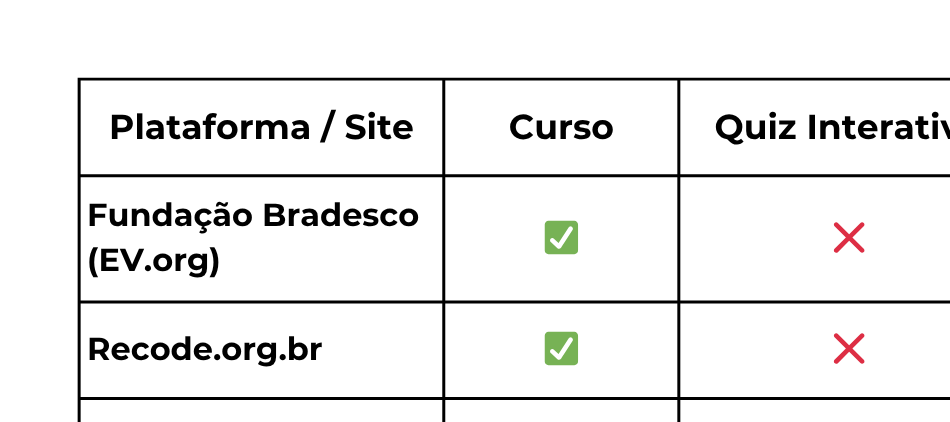 Plataforma / Site
Curso
Quiz Interativ
Fundação Bradesco
(EV.org)
✅
❌
Recode.org.br
✅
❌